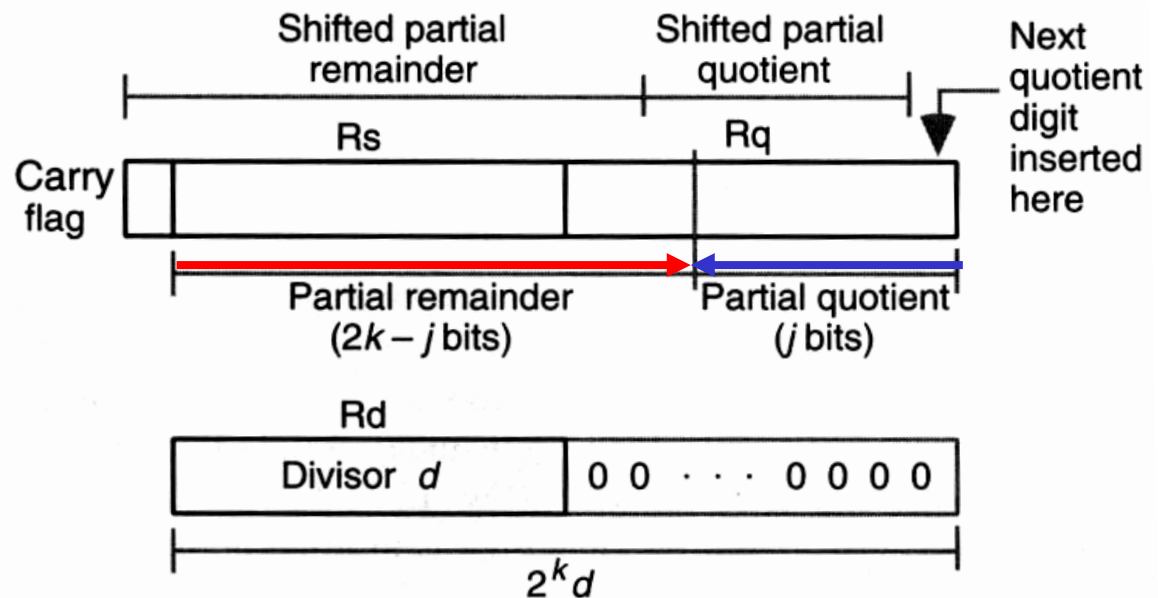 Shifted partial
remainder
Shifted partial
quotient
Next
quotient
digit
inserted
here
Rs
Rq
Carry
flag
Partial remainder
(2k – j bits)
Partial quotient
(j bits)
Rd
Divisor d
0 0 · · · 0 0 0 0
2^k d